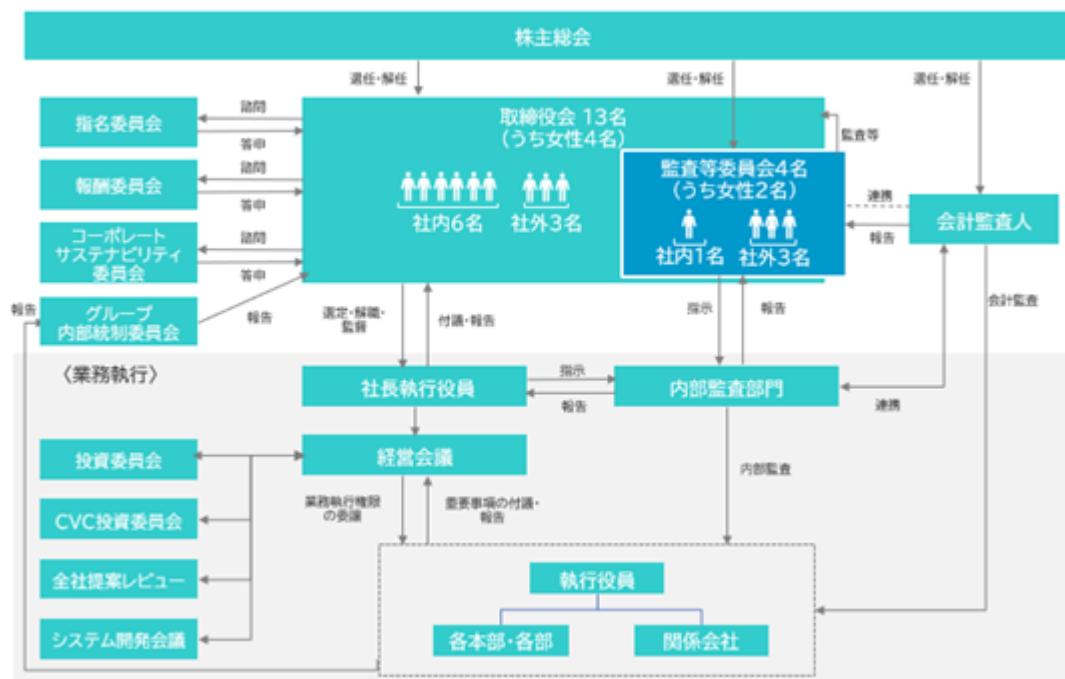 株主総会
選任・解任
選任・解任
選任・解任
指名委員会
諮問
答申
取締役会 13名
(うち女性4名)
監査等
報酬委員会
諮問
答申
社内6名
社外3名
監査等委員会4名
(うち女性2名)
社内1名
社外3名
連携
報告
会計監査人
コーポレート
サステナビリティ
委員会
諮問
答申
報告
グループ
内部統制委員会
報告
選定・解職・
監督
付議・報告
指示
報告
会計監査
〈業務執行〉
社長執行役員
指示
報告
内部監査部門
連携
投資委員会
経営会議
内部監査
業務執行権限
の委譲
重要事項の付議・
報告
CVC投資委員会
全社提案レビュー
執行役員
システム開発会議
各本部・各部
関係会社